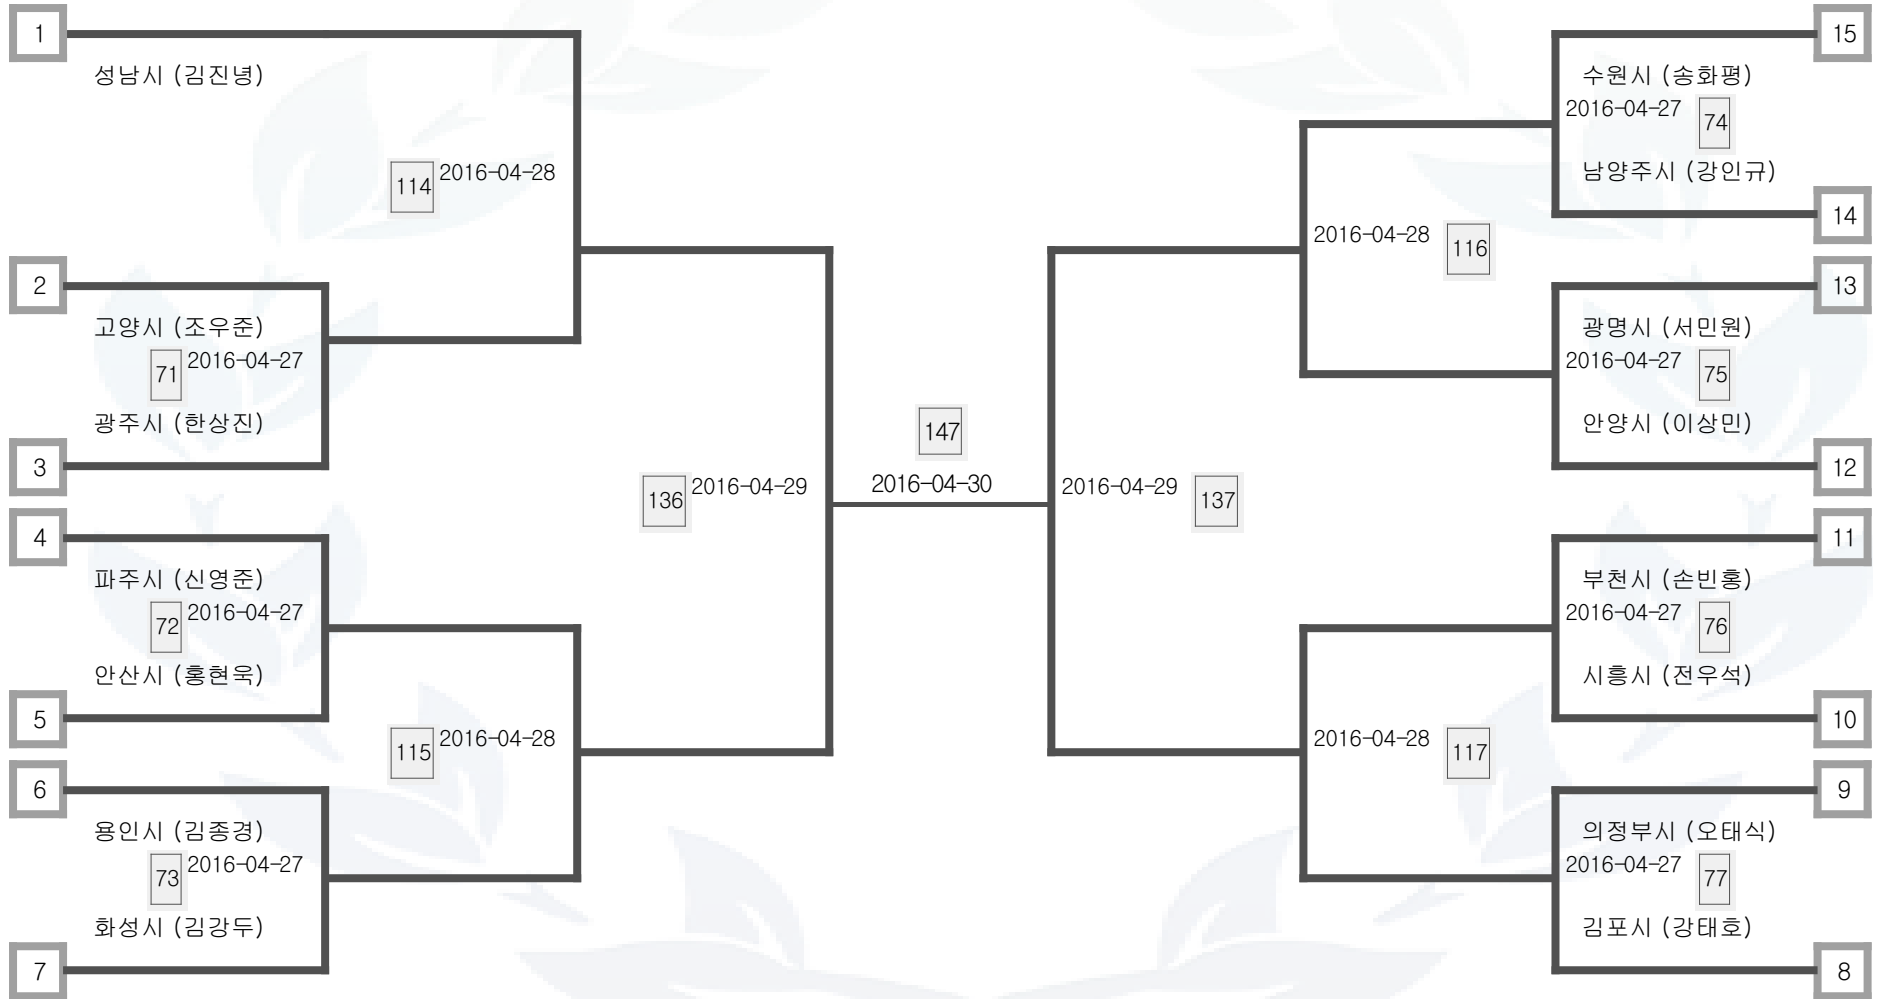 1
성남시 (김진녕)
114 2016-04-28
2
고양시 (조우준)
71 2016-04-27
광주시 (한상진)
3
4
파주시 (신영준)
72 2016-04-27
안산시 (홍현욱)
5
115 2016-04-28
6
용인시 (김종경)
73 2016-04-27
화성시 (김강두)
7
136 2016-04-29
147
2016-04-30
2016-04-29 137
15
수원시 (송화평)
2016-04-27 74
남양주시 (강인규)
14
2016-04-28 116
13
광명시 (서민원)
2016-04-27 75
안양시 (이상민)
12
11
부천시 (손빈홍)
2016-04-27 76
시흥시 (전우석)
10
2016-04-28 117
9
의정부시 (오태식)
2016-04-27 77
김포시 (강태호)
8